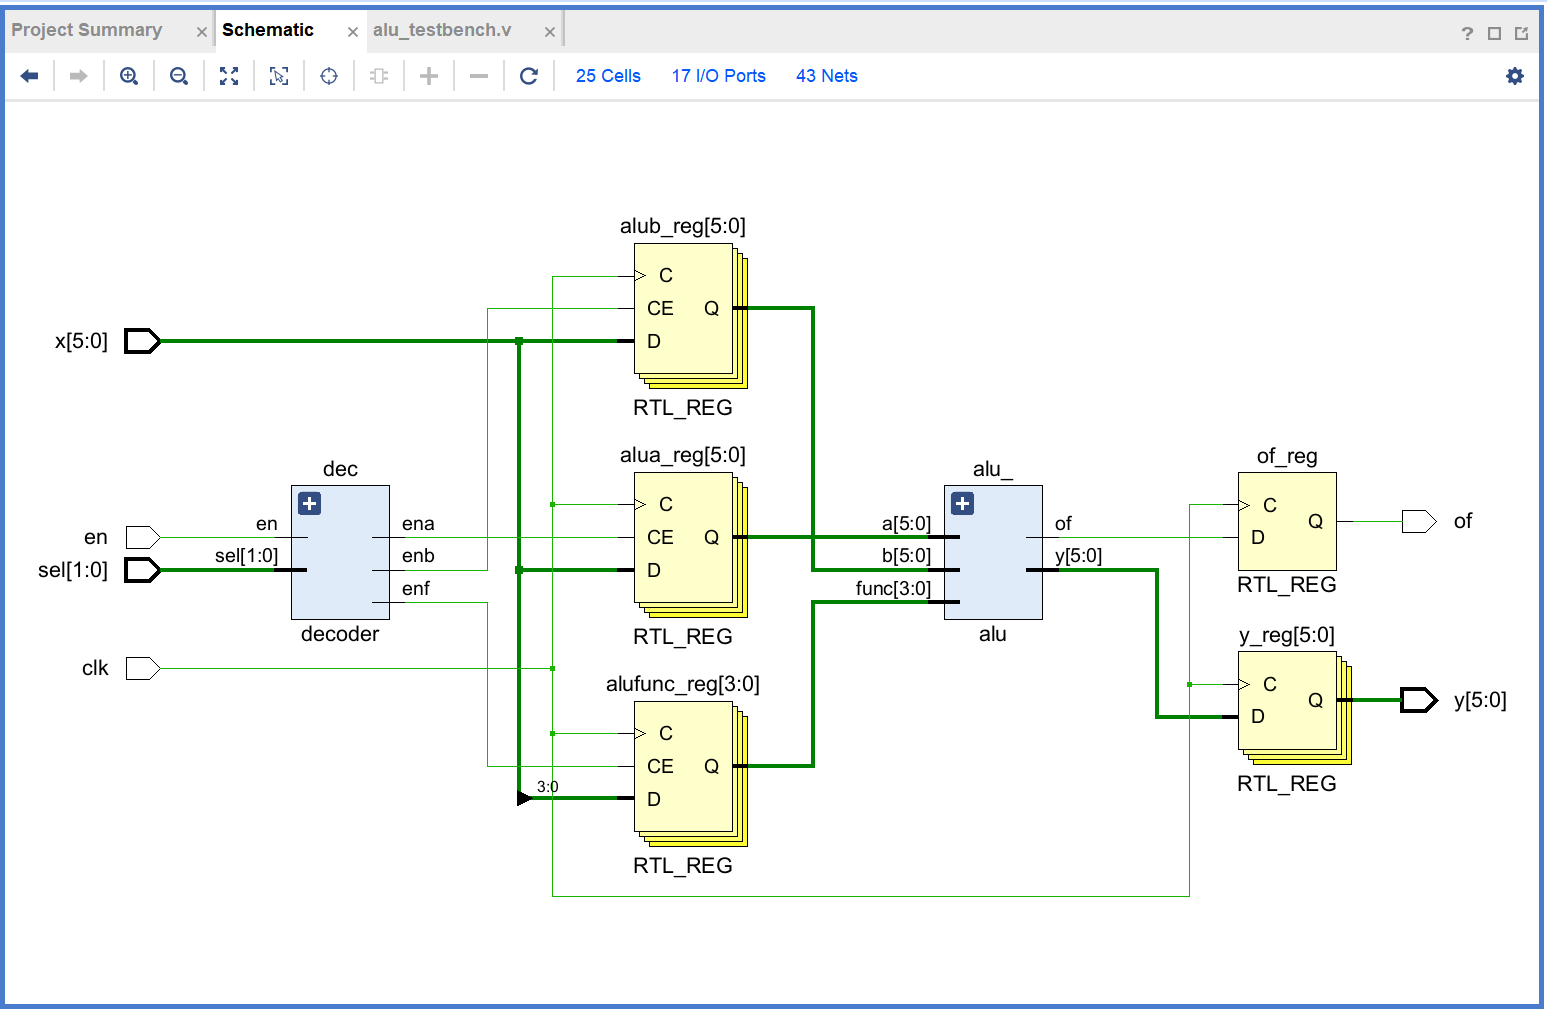 Project Summary × Schematic × alu_testbench.v × ?
25 Cells 17 I/O Ports 43 Nets
alub_reg[5:0]
C
CE Q
D
RTL_REG
x[5:0]
alua_reg[5:0]
C
CE Q
D
RTL_REG
dec
en
sel[1:0]
ena
enb
enf
decoder
en
sel[1:0]
clk
alufunc_reg[3:0]
C
CE Q
3:0
D
RTL_REG
alu_
a[5:0]
b[5:0]
func[3:0]
of
y[5:0]
alu
of_reg
C
Q
D
RTL_REG
of
y_reg[5:0]
C
Q
D
RTL_REG
y[5:0]